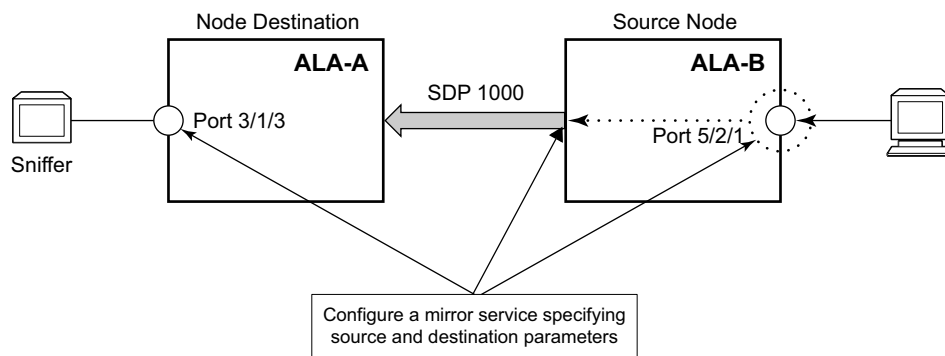 Node Destination
Source Node
ALA-A
ALA-B
SDP 1000
Port 3/1/3
Port 5/2/1
Sniffer
Configure a mirror service specifying
source and destination parameters